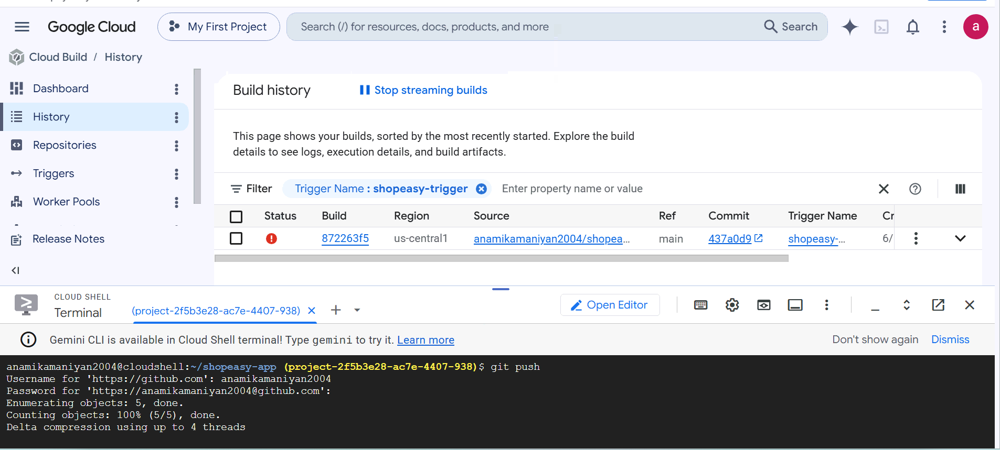 Google Cloud
My First Project
Search (/) for resources, docs, products, and more
Search
a
Cloud Build / History
Dashboard
History
Repositories
Triggers
Worker Pools
Release Notes
Build history
Stop streaming builds
This page shows your builds, sorted by the most recently started. Explore the build
details to see logs, execution details, and build artifacts.
Filter
Trigger Name : shopeasy-trigger
Enter property name or value
Status Build Region Source Ref Commit Trigger Name Cr
872263f5 us-central1 anamikamaniyan2004/shopea... main 437a0d9 shopeasy-... 6/
CLOUD SHELL
Terminal
(project-2f5b3e28-ac7e-4407-938)
Open Editor
Gemini CLI is available in Cloud Shell terminal! Type gemini to try it. Learn more
Don't show again
Dismiss
anamikamaniyan2004@cloudshell:~/shopeasy-app (project-2f5b3e28-ac7e-4407-938)$ git push
Username for 'https://github.com': anamikamaniyan2004
Password for 'https://anamikamaniyan2004@github.com':
Enumerating objects: 5, done.
Counting objects: 100% (5/5), done.
Delta compression using up to 4 threads